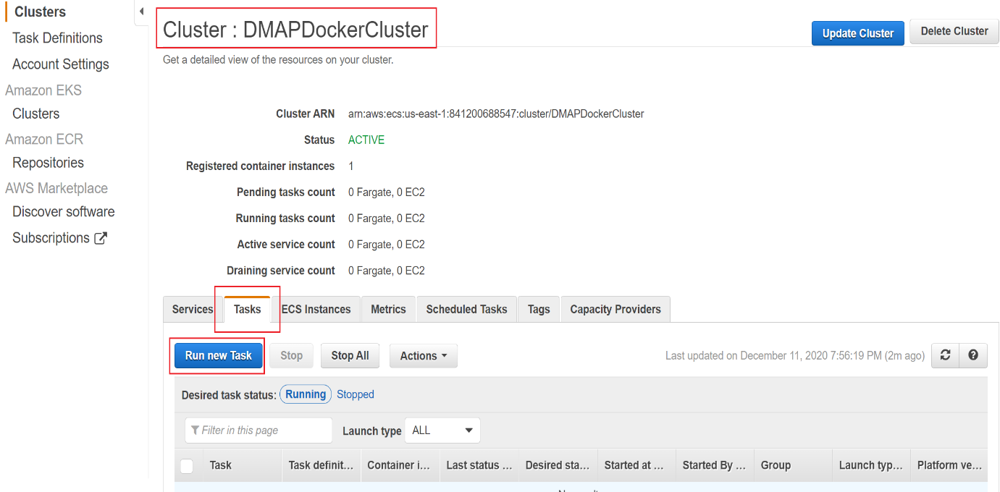 Clusters
Task Definitions
Account Settings
Amazon EKS
Clusters
Amazon ECR
Repositories
AWS Marketplace
Discover software
Subscriptions
Cluster : DMAPDockerCluster
Update Cluster Delete Cluster
Get a detailed view of the resources on your cluster.
Cluster ARN arn:aws:ecs:us-east-1:841200688547:cluster/DMAPDockerCluster
Status ACTIVE
Registered container instances 1
Pending tasks count 0 Fargate, 0 EC2
Running tasks count 0 Fargate, 0 EC2
Active service count 0 Fargate, 0 EC2
Draining service count 0 Fargate, 0 EC2
Services Tasks ECS Instances Metrics Scheduled Tasks Tags Capacity Providers
Run new Task Stop Stop All Actions Last updated on December 11, 2020 7:56:19 PM (2m ago)
Desired task status: Running Stopped
Filter in this page Launch type ALL
Task Task definit... Container i... Last status ... Desired sta... Started at ... Started By ... Group Launch typ... Platform ve...